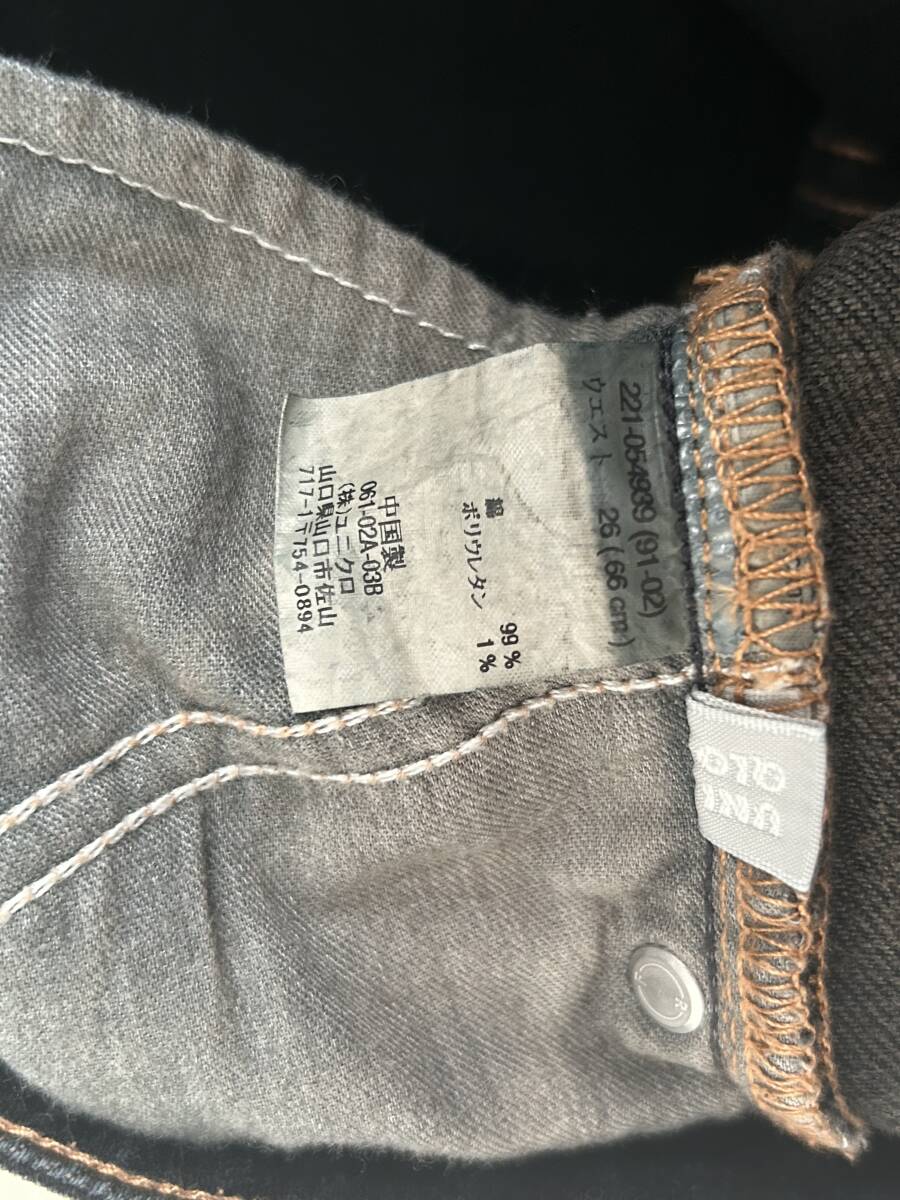 221-054939 (91-02)
ウエスト 26 (66 cm)
綿 99 %
ポリウレタン 1 %
中国製
061-02A-03B
(株)ユニクロ
山口県山口市佐山
717-1 〒754-0894